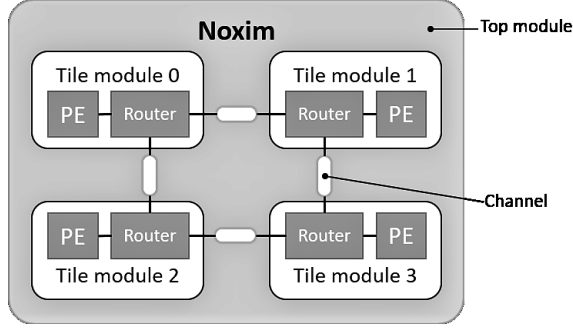 Noxim
Top module
Tile module 0
PE
Router
Tile module 1
Router
PE
Channel
PE
Router
Tile module 2
Router
PE
Tile module 3